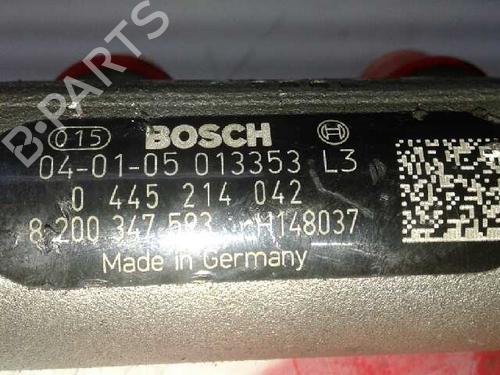 015 BOSCH
04-01-05 013353 L3
0 445 214 042
8 200 347 593 H148037
Made in Germany
B-PARTS